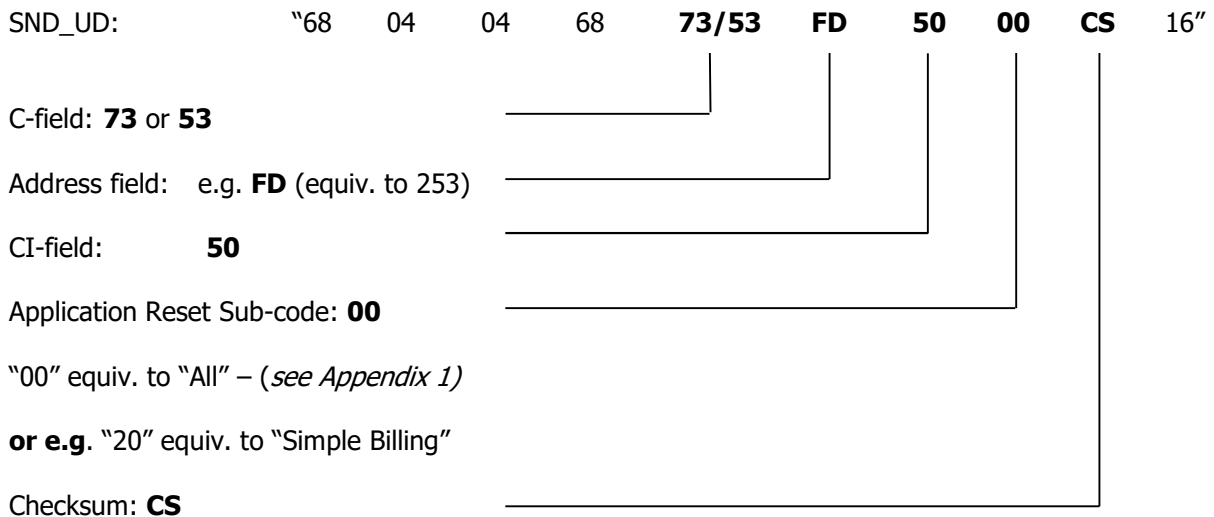 SND_UD: “68 04 04 68 73/53 FD 50 00 CS 16”
C-field: 73 or 53
Address field: e.g. FD (equiv. to 253)
CI-field: 50
Application Reset Sub-code: 00
“00” equiv. to “All” – (see Appendix 1)
or e.g. “20” equiv. to “Simple Billing”
Checksum: CS